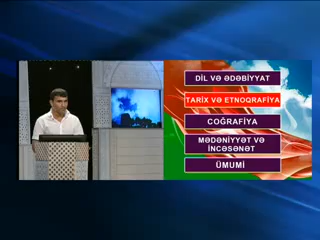 DİL VƏ ƏDƏBİYYAT
TARİX VƏ ETNOQRAFİYA
COĞRAFİYA
MƏDƏNİYYƏT VƏ
İNCƏSƏNƏT
ÜMUMİ